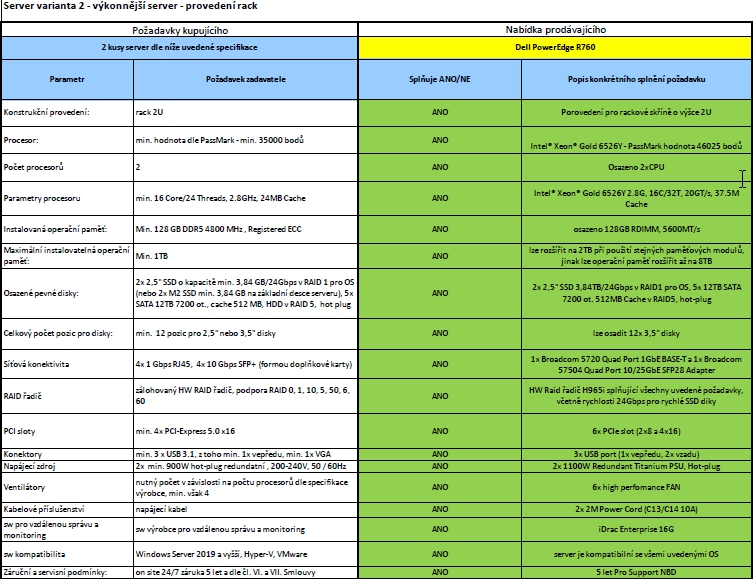 Server varianta 2 - výkonnější server - provedení rack
Požadavky kupujícího
Nabídka prodávajícího
2 kusy server dle níže uvedené specifikace
Dell PowerEdge R760
Parametr
Požadavek zadavatele
Splňuje ANO/NE
Popis konkrétního splnění požadavku
Konstrukční provedení:
rack 2U
ANO
Porovedení pro rackové skříně o výšce 2U
Procesor:
min. hodnota dle PassMark - min. 35000 bodů
ANO
Intel® Xeon® Gold 6526Y - PassMark hodnota 46025 bodů
Počet procesorů
2
ANO
Osazeno 2xCPU
Parametry procesoru
min. 16 Core/24 Threads, 2.8GHz, 24MB Cache
ANO
Intel® Xeon® Gold 6526Y 2.8G, 16C/32T, 20GT/s, 37.5M
Cache
Instalovaná operační paměť:
Min. 128 GB DDR5 4800 MHz , Registered ECC
ANO
osazeno 128GB RDIMM, 5600MT/s
Maximální instalovatelná operační
paměť:
Min. 1TB
ANO
lze rozšířit na 2TB při použití stejných paměťových modulů,
jinak lze operační paměť rozšířit až na 8TB
Osazené pevné disky:
2x 2,5" SSD o kapacitě min. 3,84 GB/24Gbps v RAID 1 pro OS
(nebo 2x M2 SSD min. 3,84 GB na základní desce serveru), 5x
SATA 12TB 7200 ot., cache 512 MB, HDD v RAID 5, hot plug
ANO
2x 2,5" SSD 3,84TB/24Gbps v RAID1 pro OS, 5x 12TB SATA
7200 ot. 512MB Cache v RAID5, hot-plug
Celkový počet pozic pro disky:
min. 12 pozic pro 2,5" nebo 3,5" disky
ANO
lze osadit 12x 3,5" disky
Síťová konektivita
4x 1 Gbps RJ45, 4x 10 Gbps SFP+ (formou doplňkové karty)
ANO
1x Broadcom 5720 Quad Port 1GbE BASE-T a 1x Broadcom
57504 Quad Port 10/25GbE SFP28 Adapter
RAID řadič
zálohovaný HW RAID řadič, podpora RAID 0, 1, 10, 5, 50, 6,
60
ANO
HW Raid řadič H965i splňující všechny uvedené požadavky,
včetně rychlosti 24Gbps pro rychlé SSD diky
PCI sloty
min. 4x PCI-Express 5.0 x16
ANO
6x PCIe slot (2x8 a 4x16)
Konektory
min. 3 x USB 3.1, z toho min. 1x vepředu, min. 1x VGA
ANO
3x USB port (1x vepředu, 2x vzadu)
Napájecí zdroj
2x min. 900W hot-plug redundatní , 200-240V, 50 / 60Hz
ANO
2x 1100W Redundant Titanium PSU, Hot-plug
Ventilátory
nutný počet v závislosti na počtu procesorů dle specifikace
výrobce, min. však 4
ANO
6x high perfomance FAN
Kabelové příslušenství
napájecí kabel
ANO
2x 2M Power Cord (C13/C14 10A)
sw pro vzdálenou správu a
monitoring
sw výrobce pro vzdálenou správu a monitoring
ANO
iDrac Enterprise 16G
sw kompatibilita
Windows Server 2019 a vyšší, Hyper-V, VMware
ANO
server je kompatibilní se všemi uvedenými OS
Záruční a servisní podmínky:
on site 24/7 záruka 5 let a dle čl. VI. a VII. Smlouvy
ANO
5 let Pro Support NBD